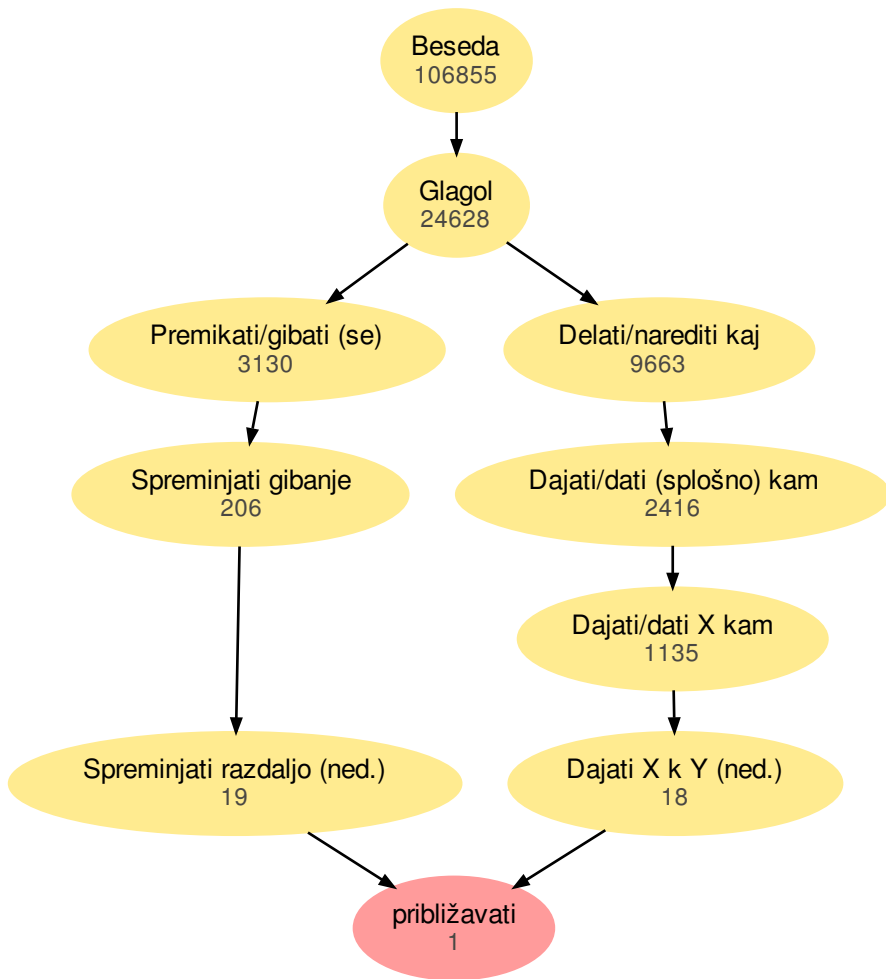 Beseda
106855
Glagol
24628
Premikati/gibati (se)
3130
Delati/narediti kaj
9663
Spreminjati gibanje
206
Dajati/dati (splošno) kam
2416
Dajati/dati X kam
1135
Spreminjati razdaljo (ned.)
19
Dajati X k Y (ned.)
18
približavati
1